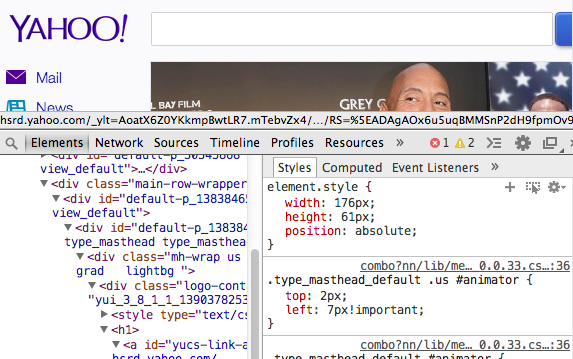 YAHOO!
Mail
News
L BAY FILM
GREY G
hsrd.yahoo.com/_ylt=AoatX6Z0YKkmpBwtLR7.mTebvZx4/.../RS=%5EADAgAOx6u5uqBMMSnP2dH9fpmOv9
Elements Network Sources Timeline Profiles Resources » 1 2
<div id="default-p_30345808
view_default">…</div>
<div class="main-row-wrapper
<div id="default-p_13838465
view_default">
<div id="default-p_138384
type_masthead type_masthead
<div class="mh-wrap us
grad lightbg ">
<div class="logo-cont
"yui_3_8_1_1_1390378253
<style type="text/cs
<h1>
<a id="yucs-link-a
hsrd.yahoo.com/
Styles Computed Event Listeners »
element.style {
width: 176px;
height: 61px;
position: absolute;
}
combo?nn/lib/me… 0.0.33.cs…:36
.type_masthead_default .us #animator {
top: 2px;
left: 7px!important;
}
combo?nn/lib/me… 0.0.33.cs…:36
.type_masthead_default #animator {